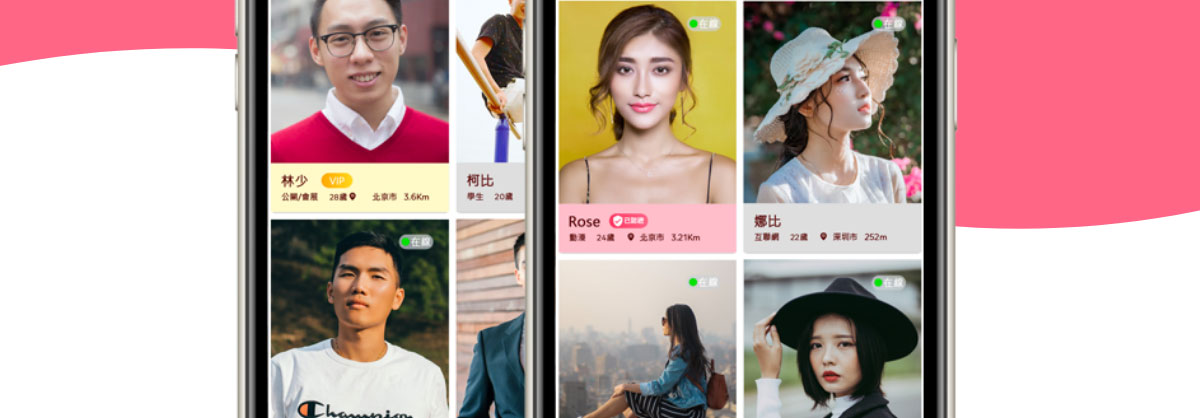 林少 VIP
公關/會展 28歲 北京市 3.6Km
柯比
學生 20歲
在線
Champion
在線
Rose 已認證
動漫 24歲 北京市 3.21Km
在線
娜比
互聯網 22歲 深圳市 252m
在線
在線